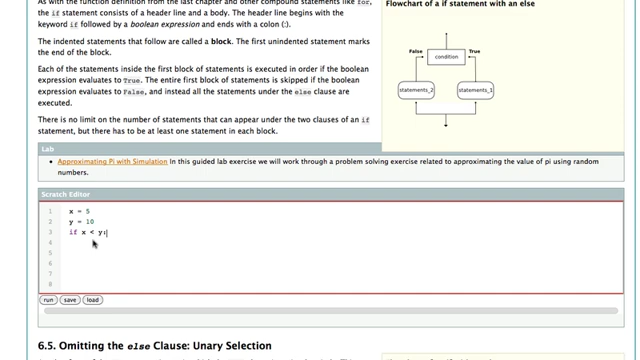 As with the function definition from the last chapter and other compound statements like for,
the if statement consists of a header line and a body. The header line begins with the
keyword if followed by a boolean expression and ends with a colon (:).
The indented statements that follow are called a block. The first unindented statement marks
the end of the block.
Each of the statements inside the first block of statements is executed in order if the boolean
expression evaluates to True. The entire first block of statements is skipped if the boolean
expression evaluates to False, and instead all the statements under the else clause are
executed.
There is no limit on the number of statements that can appear under the two clauses of an if
statement, but there has to be at least one statement in each block.
Flowchart of a if statement with an else
False
True
condition
statements_2
statements_1
Lab
• Approximating Pi with Simulation In this guided lab exercise we will work through a problem solving exercise related to approximating the value of pi using random
numbers.
Scratch Editor
1 x = 5
2 y = 10
3 if x < y:
4
5
6
7
8
run save load
6.5. Omitting the else Clause: Unary Selection